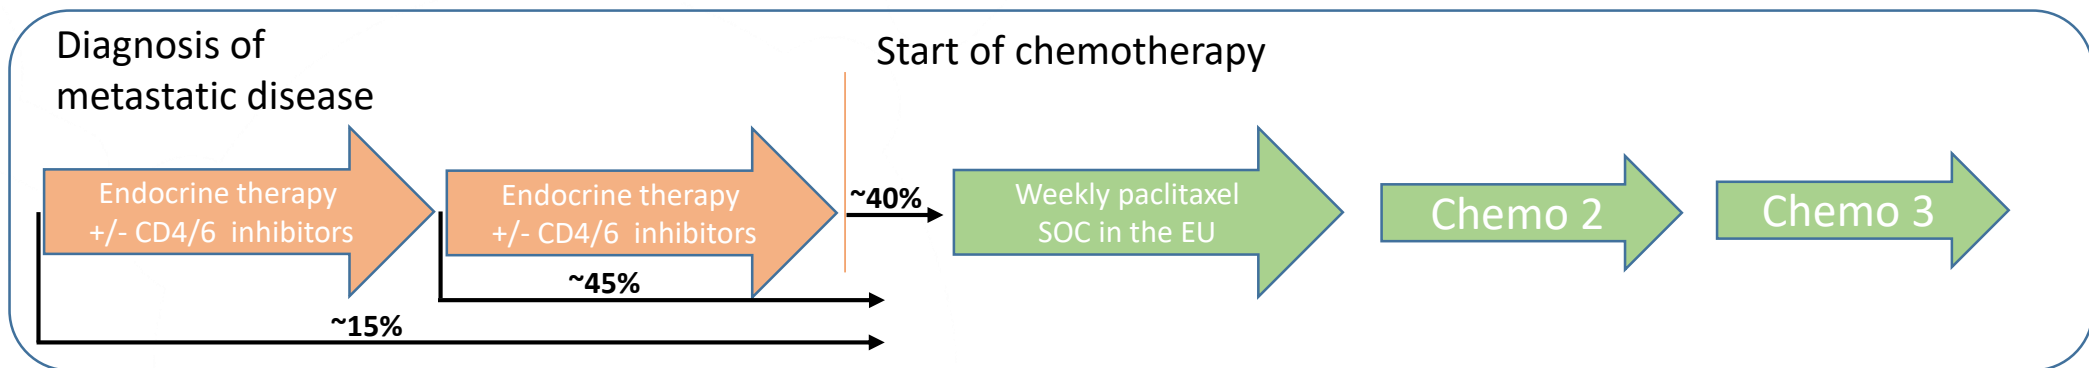 Diagnosis of
metastatic disease
Start of chemotherapy
Endocrine therapy
+/- CD4/6 inhibitors
Endocrine therapy
+/- CD4/6 inhibitors
~40%
Weekly paclitaxel
SOC in the EU
Chemo 2
Chemo 3
~45%
~15%